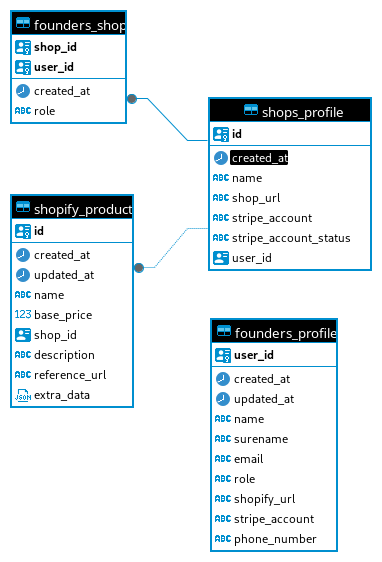 founders_shop
shop_id
user_id
created_at
ABC role
shops_profile
id
created_at
ABC name
ABC shop_url
ABC stripe_account
ABC stripe_account_status
user_id
shopify_product
id
created_at
updated_at
ABC name
123 base_price
shop_id
ABC description
ABC reference_url
JSON extra_data
founders_profile
user_id
created_at
updated_at
ABC name
ABC surename
ABC email
ABC role
ABC shopify_url
ABC stripe_account
ABC phone_number